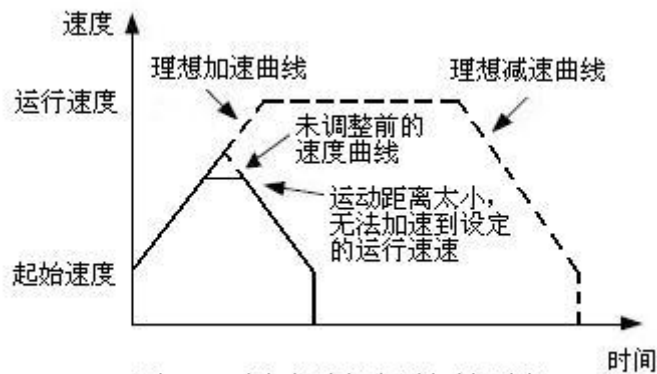 速度
理想加速曲线
理想减速曲线
运行速度
未调整前的
速度曲线
运动距离太小，
无法加速到设定
的运行速速
起始速度
时间